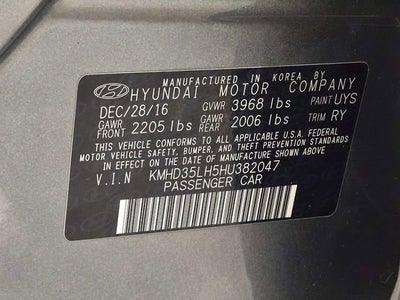 MANUFACTURED IN KOREA BY
HYUNDAI MOTOR COMPANY
DEC/28/16 GVWR 3968 lbs PAINT UYS
GAWR FRONT 2205 lbs GAWR REAR 2006 lbs TRIM RY
THIS VEHICLE CONFORMS TO ALL APPLICABLE U.S.A. FEDERAL
MOTOR VEHICLE SAFETY, BUMPER, AND THEFT PREVENTION STANDARDS
IN EFFECT ON THE DATE OF MANUFACTURE SHOWN ABOVE.
V.I.N KMHD35LH5HU382047
PASSENGER CAR